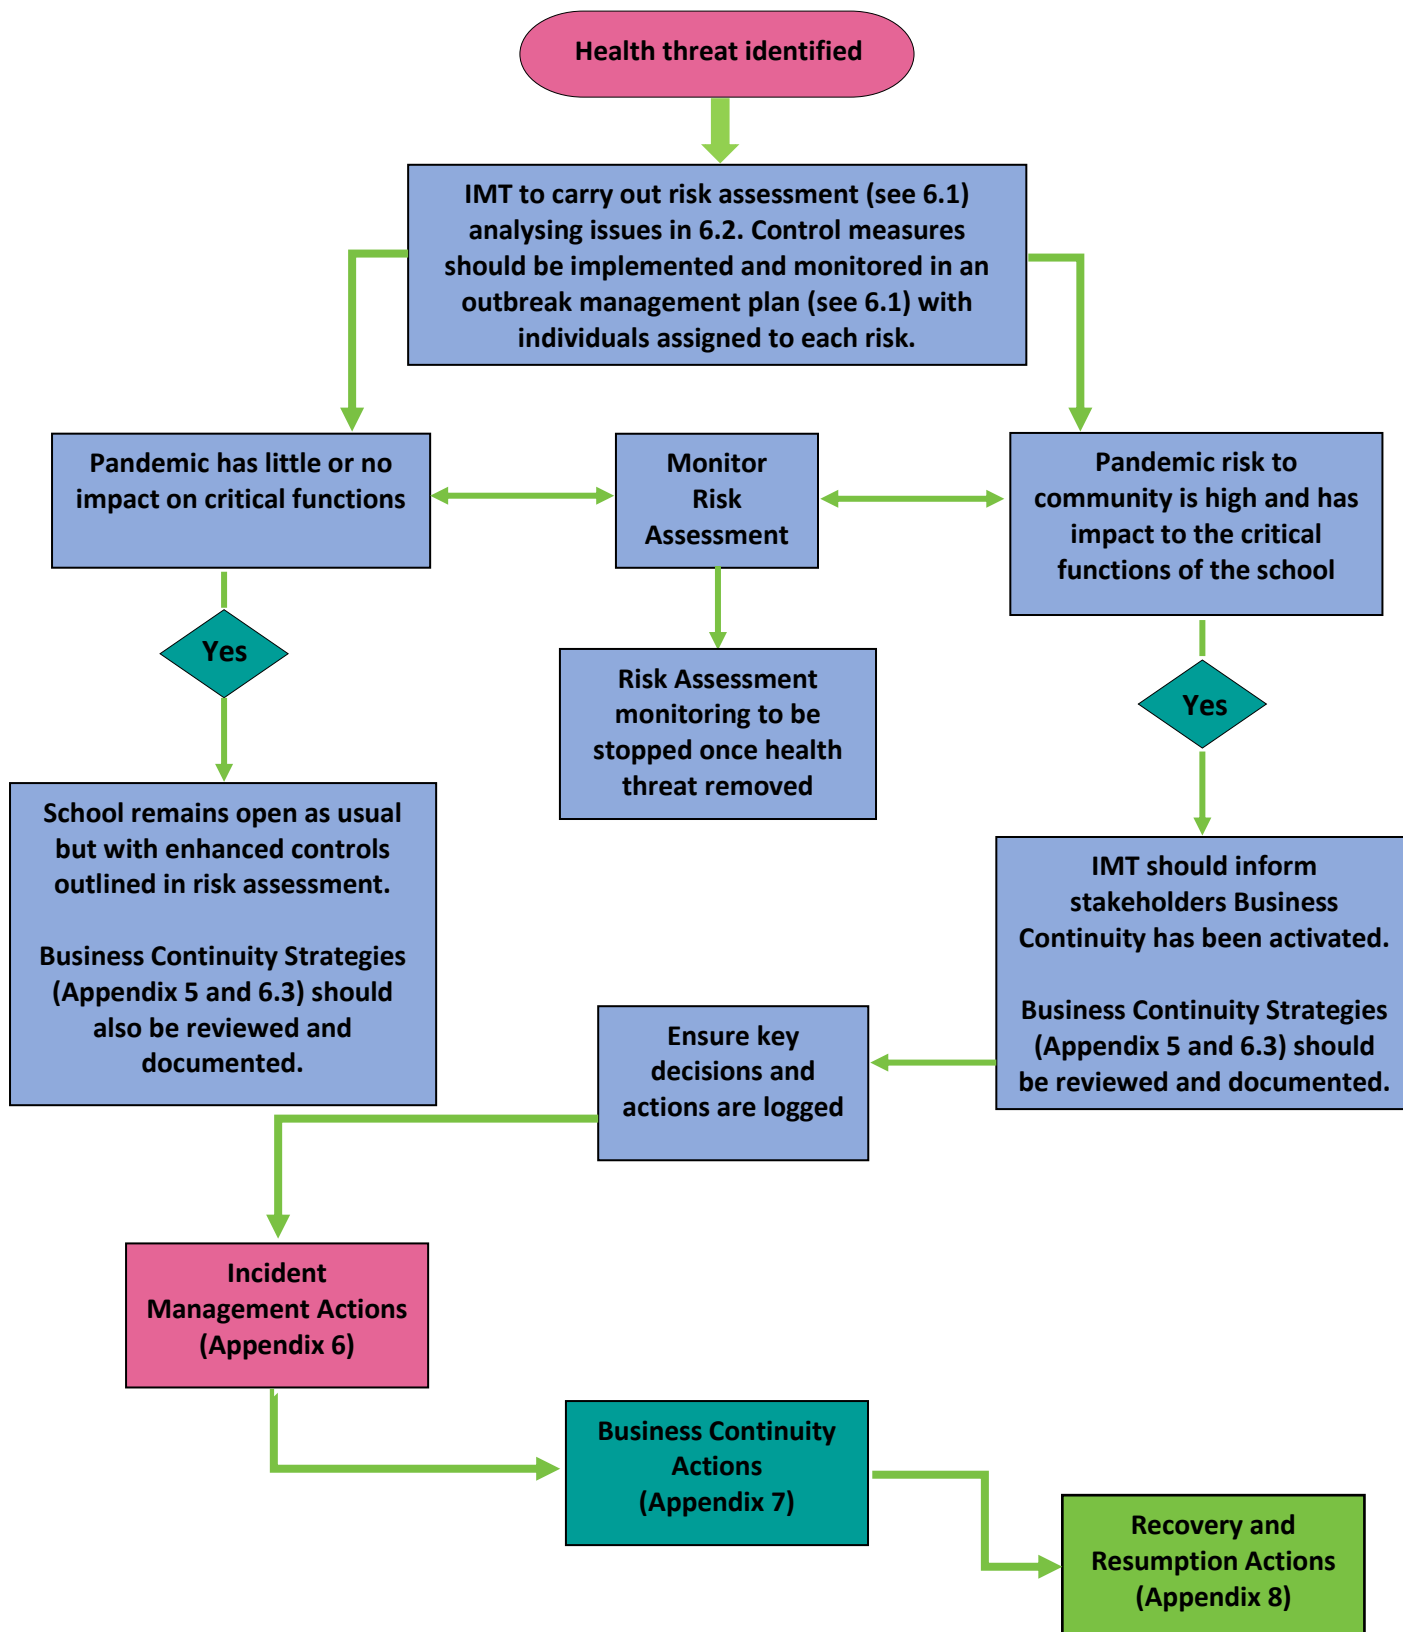 Health threat identified
IMT to carry out risk assessment (see 6.1)
analysing issues in 6.2. Control measures
should be implemented and monitored in an
outbreak management plan (see 6.1) with
individuals assigned to each risk.
Pandemic has little or no
impact on critical functions
Monitor
Risk
Assessment
Pandemic risk to
community is high and has
impact to the critical
functions of the school
Yes
Risk Assessment
monitoring to be
stopped once health
threat removed
Yes
School remains open as usual
but with enhanced controls
outlined in risk assessment.
Business Continuity Strategies
(Appendix 5 and 6.3) should
also be reviewed and
documented.
IMT should inform
stakeholders Business
Continuity has been activated.
Business Continuity Strategies
(Appendix 5 and 6.3) should
be reviewed and documented.
Ensure key
decisions and
actions are logged
Incident
Management Actions
(Appendix 6)
Business Continuity
Actions
(Appendix 7)
Recovery and
Resumption Actions
(Appendix 8)